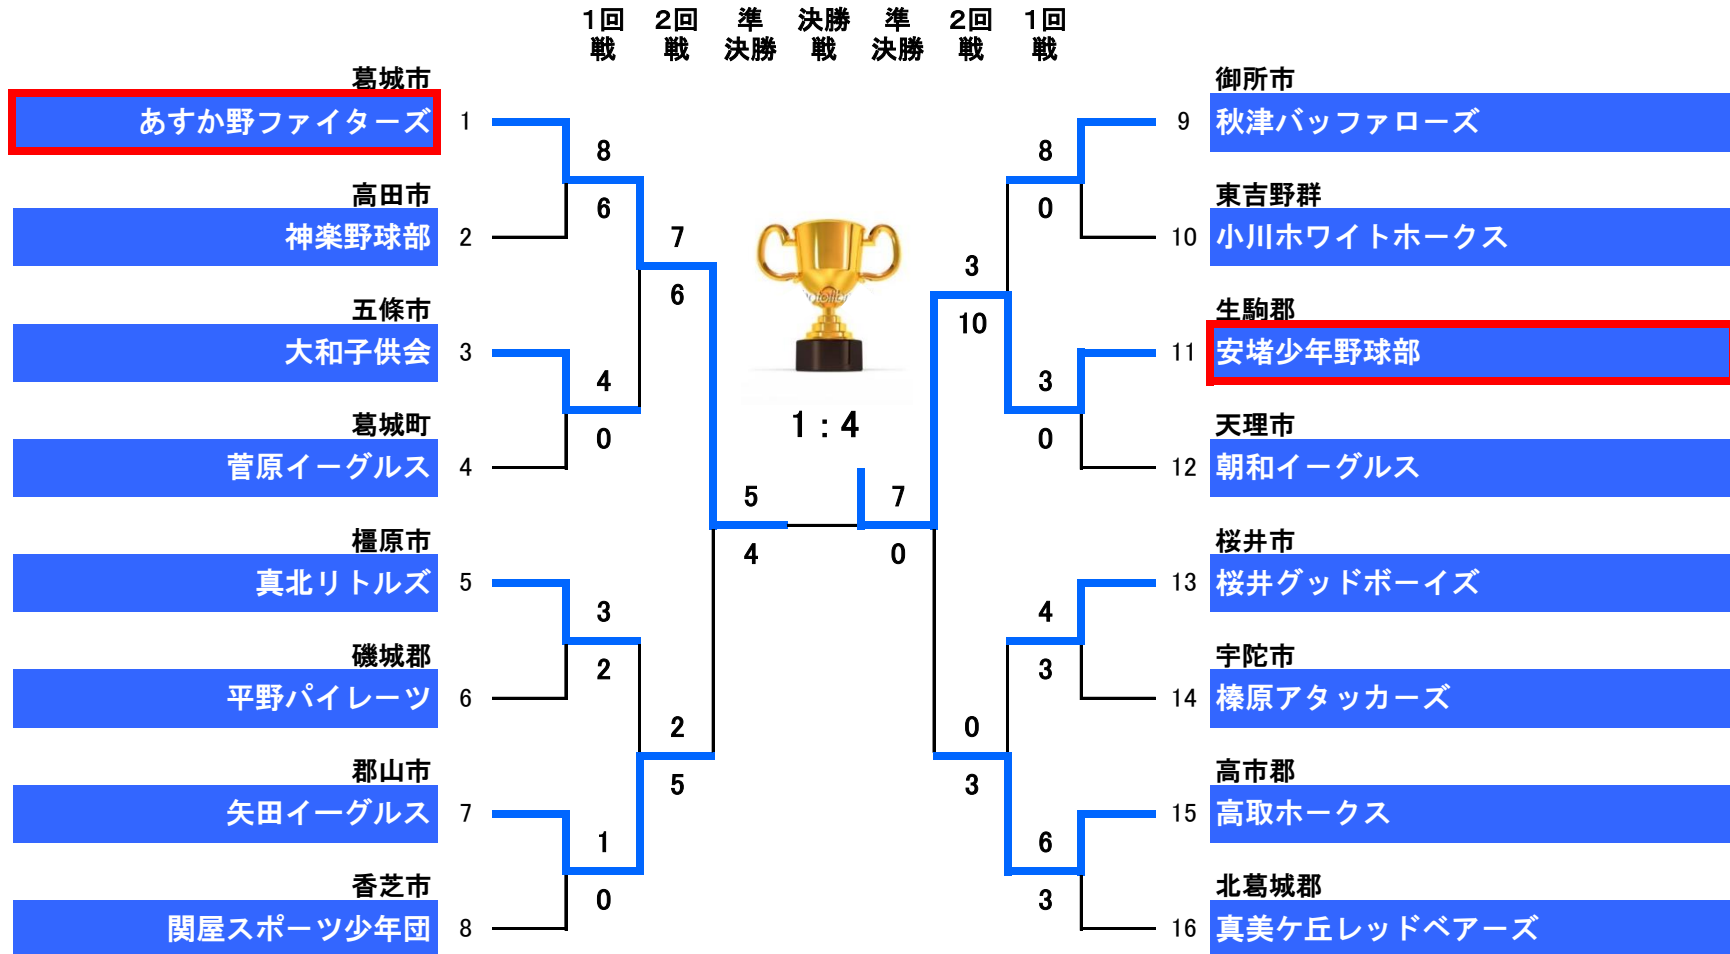 1回戦 2回戦 準決勝 決勝戦 準決勝 2回戦 1回戦
葛城市
あすか野ファイターズ 1
高田市
神楽野球部 2
五條市
大和子供会 3
葛城町
菅原イーグルス 4
橿原市
真北リトルズ 5
磯城郡
平野パイレーツ 6
郡山市
矢田イーグルス 7
香芝市
関屋スポーツ少年団 8
8
6
4
0
3
2
1
0
7
6
2
5
5
4
1：4
7
0
3
10
0
3
8
0
3
0
4
3
6
3
御所市
9 秋津バッファローズ
東吉野群
10 小川ホワイトホークス
生駒郡
11 安堵少年野球部
天理市
12 朝和イーグルス
桜井市
13 桜井グッドボーイズ
宇陀市
14 榛原アタッカーズ
高市郡
15 高取ホークス
北葛城郡
16 真美ケ丘レッドベアーズ